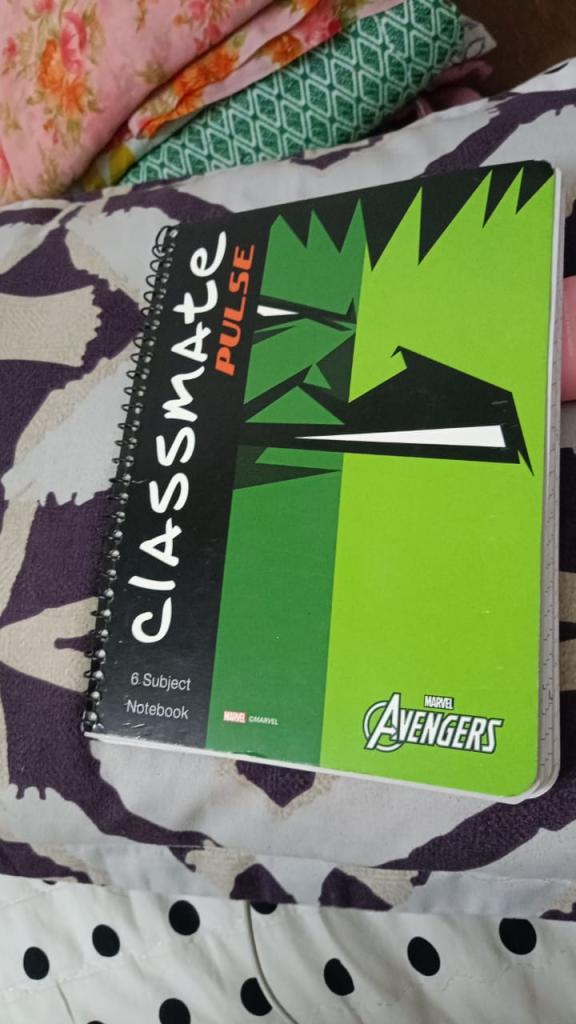 classmate
PULSE
6 Subject
Notebook
MARVEL ©MARVEL
MARVEL
AVENGERS